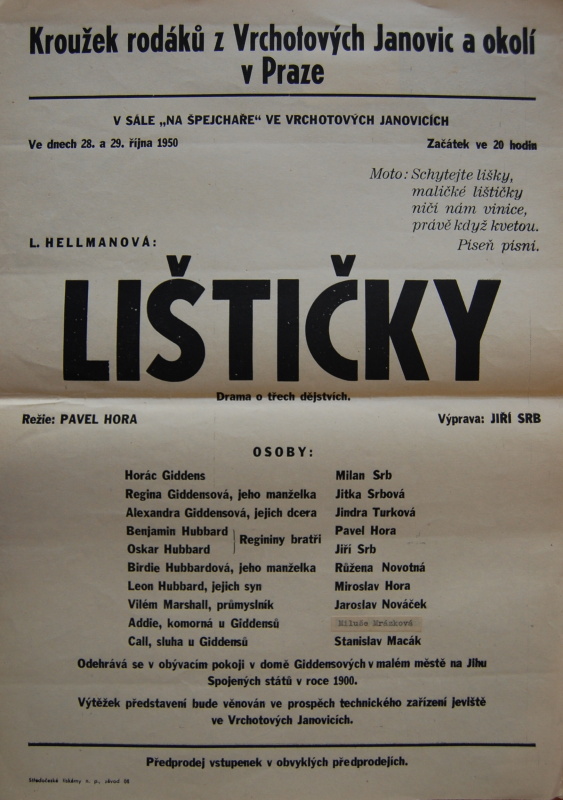 Kroužek rodáků z Vrchotových Janovic a okolí
v Praze
V SÁLE „NA ŠPEJCHAŘE“ VE VRCHOTOVÝCH JANOVICÍCH
Ve dnech 28. a 29. října 1950 Začátek ve 20 hodin
Moto: Schytejte lišky,
maličké lištičky
ničí nám vinice,
právě když kvetou.
Píseň písní.
L. HELLMANOVÁ:
LIŠTIČKY
Drama o třech dějstvích.
Režie: PAVEL HORA Výprava: JIŘÍ SRB
OSOBY:
Horác Giddens Milan Srb
Regina Giddensová, jeho manželka Jitka Srbová
Alexandra Giddensová, jejich dcera Jindra Turková
Benjamin Hubbard Pavel Hora
Regininy bratři
Oskar Hubbard Jiří Srb
Birdie Hubbardová, jeho manželka Růžena Novotná
Leon Hubbard, jejich syn Miroslav Hora
Vilém Marshall, průmyslník Jaroslav Nováček
Addie, komorná u Giddensů Miluše Mrázková
Call, sluha u Giddensů Stanislav Macák
Odehrává se v obývacím pokoji v domě Giddensových v malém městě na Jihu
Spojených států v roce 1900.
Výtěžek představení bude věnován ve prospěch technického zařízení jeviště
ve Vrchotových Janovicích.
Předprodej vstupenek v obvyklých předprodejích.
Středočeské tiskárny n. p., závod